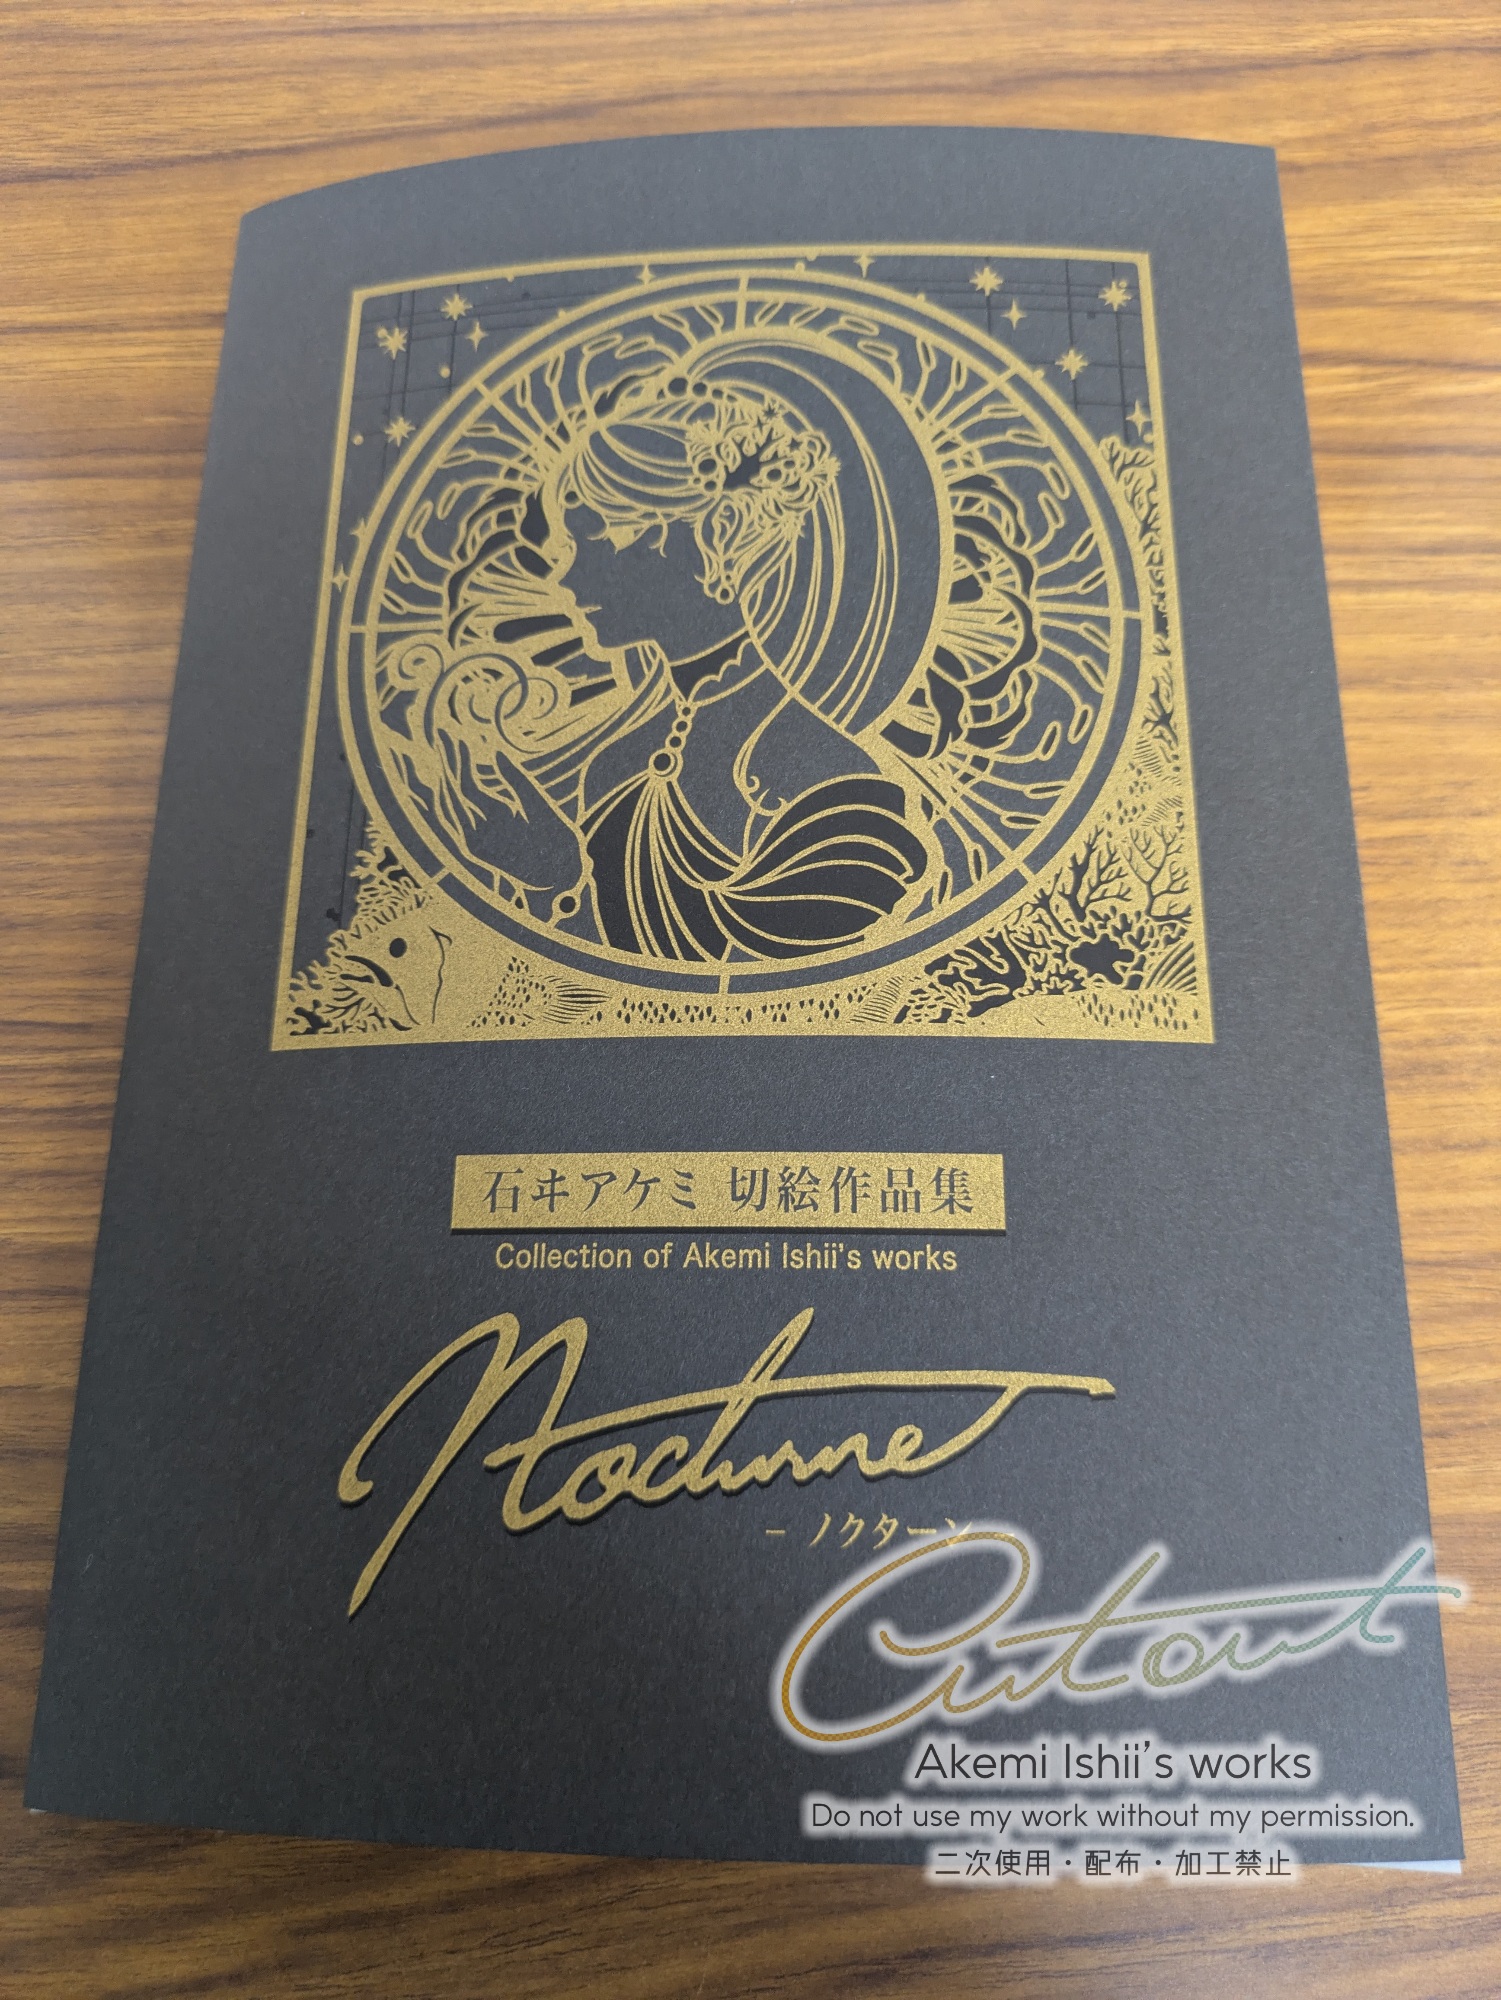 石ヰアケミ 切絵作品集
Collection of Akemi Ishii's works
Nocturne
– ノクターン –
Cutout
Akemi Ishii's works
Do not use my work without my permission.
二次使用・配布・加工禁止